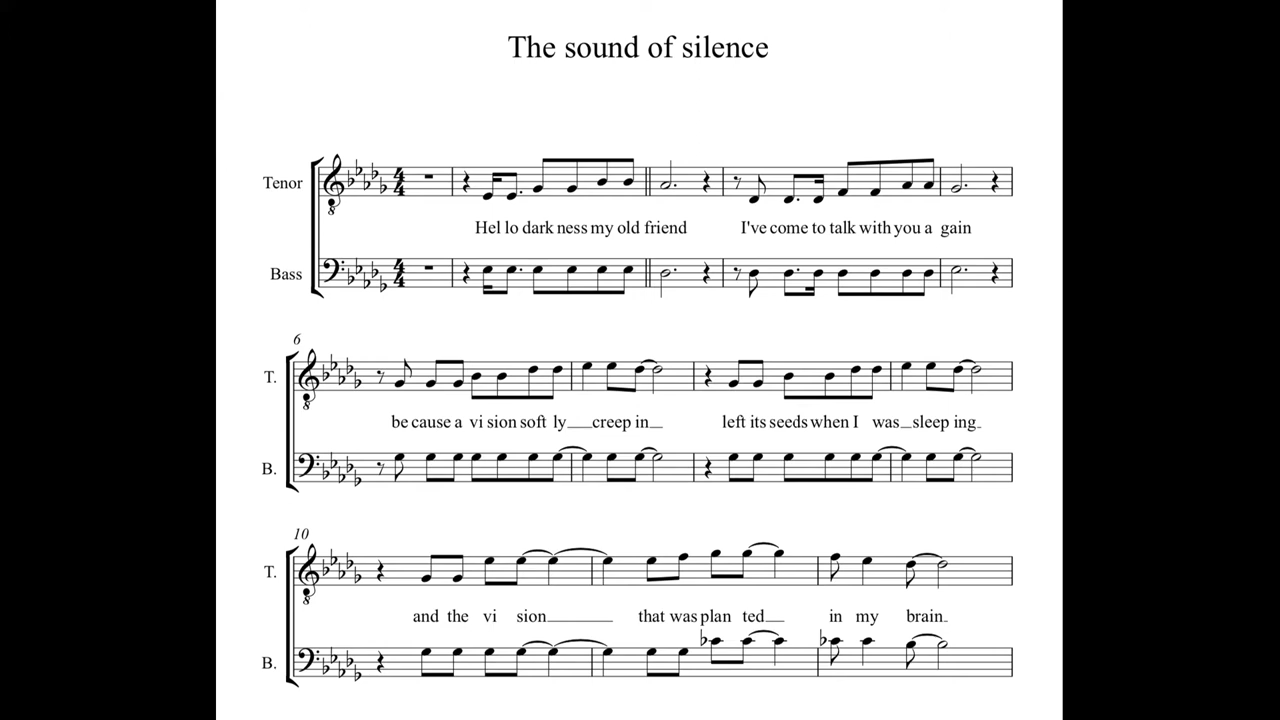 The sound of silence
Tenor
Hel lo dark ness my old friend I've come to talk with you a gain
Bass
6
T.
be cause a vi sion soft ly creep in left its seeds when I was sleep ing
B.
10
T.
and the vi sion that was plan ted in my brain
B.